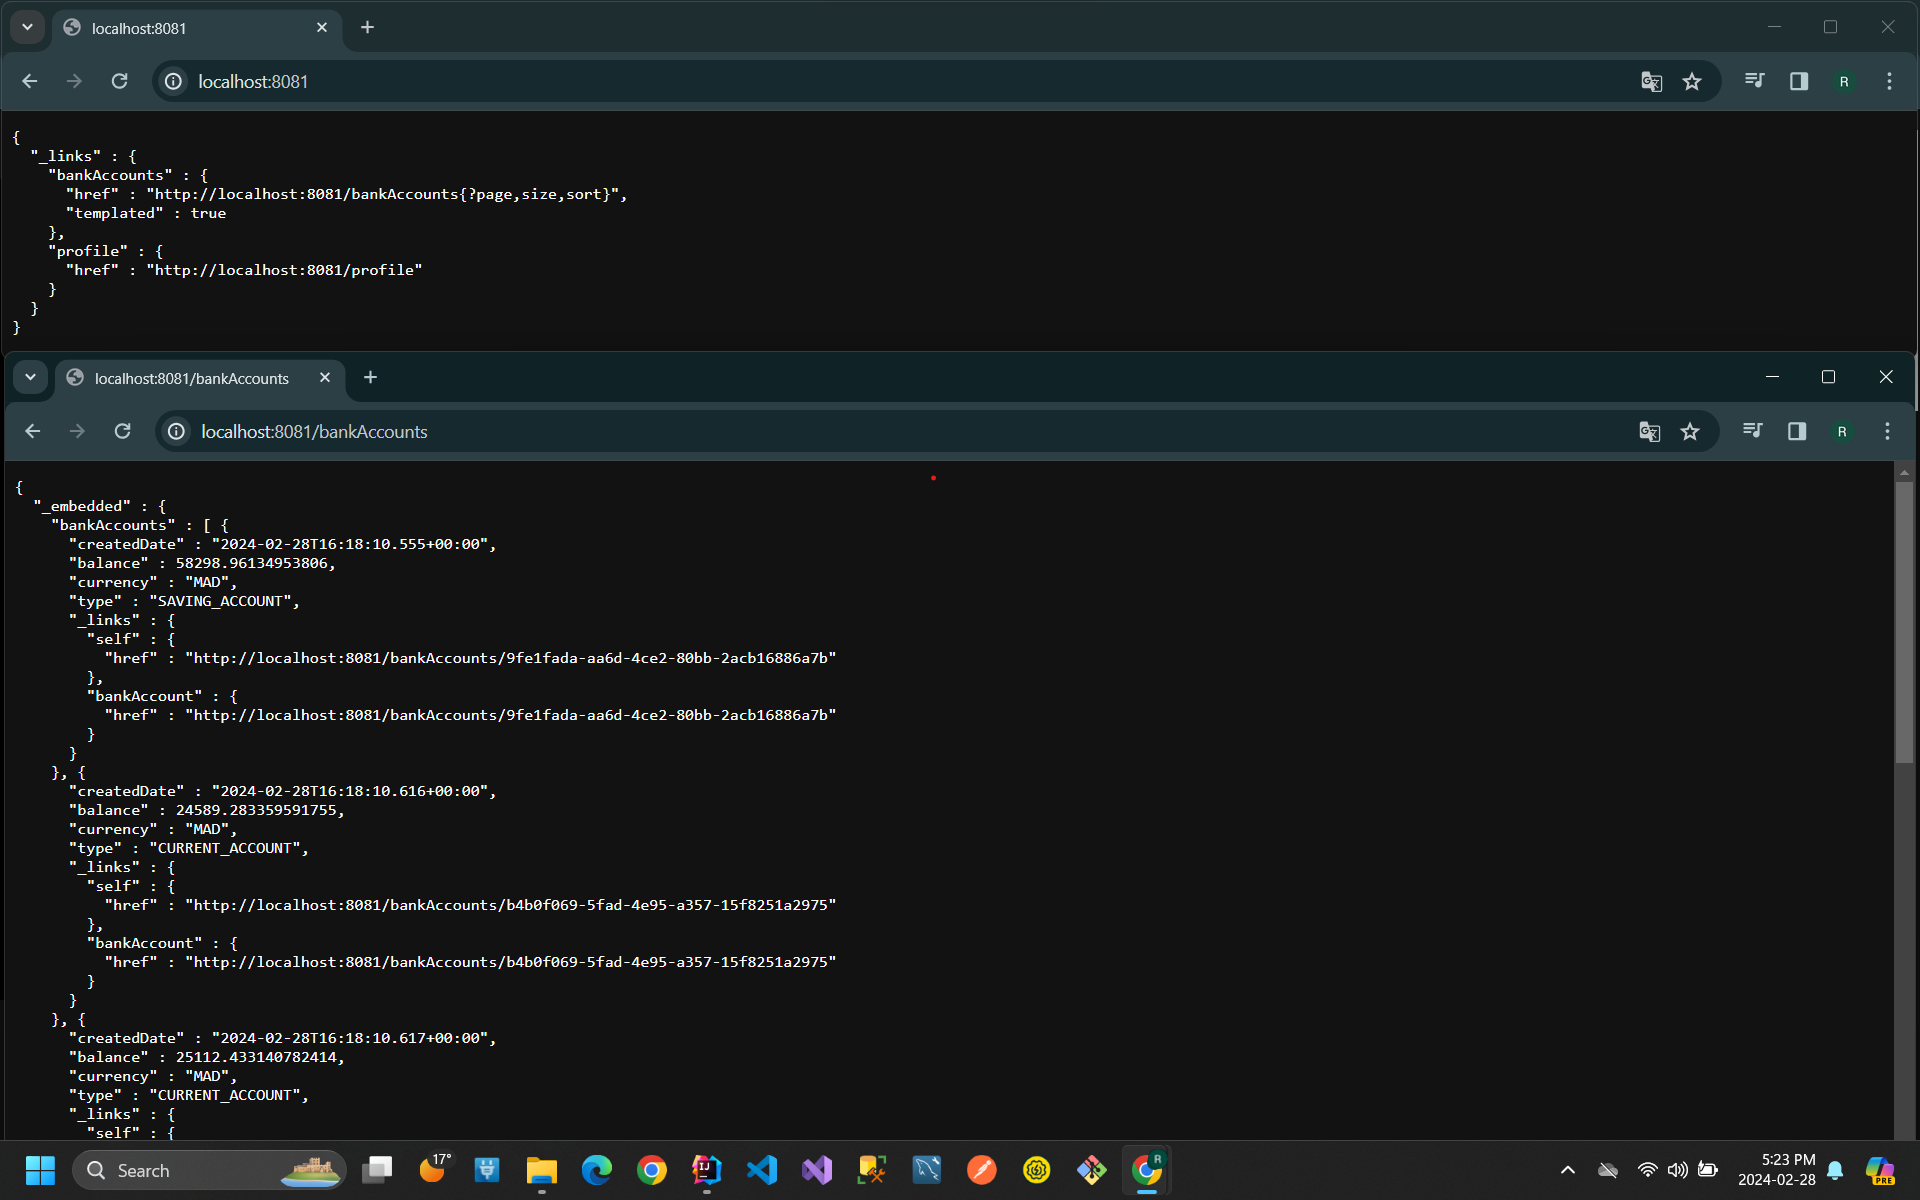 localhost:8081
localhost:8081
R
{
  "_links" : {
    "bankAccounts" : {
      "href" : "http://localhost:8081/bankAccounts{?page,size,sort}",
      "templated" : true
    },
    "profile" : {
      "href" : "http://localhost:8081/profile"
    }
  }
}
localhost:8081/bankAccounts
localhost:8081/bankAccounts
R
{
  "_embedded" : {
    "bankAccounts" : [ {
      "createdDate" : "2024-02-28T16:18:10.555+00:00",
      "balance" : 58298.96134953806,
      "currency" : "MAD",
      "type" : "SAVING_ACCOUNT",
      "_links" : {
        "self" : {
          "href" : "http://localhost:8081/bankAccounts/9fe1fada-aa6d-4ce2-80bb-2acb16886a7b"
        },
        "bankAccount" : {
          "href" : "http://localhost:8081/bankAccounts/9fe1fada-aa6d-4ce2-80bb-2acb16886a7b"
        }
      }
    }, {
      "createdDate" : "2024-02-28T16:18:10.616+00:00",
      "balance" : 24589.283359591755,
      "currency" : "MAD",
      "type" : "CURRENT_ACCOUNT",
      "_links" : {
        "self" : {
          "href" : "http://localhost:8081/bankAccounts/b4b0f069-5fad-4e95-a357-15f8251a2975"
        },
        "bankAccount" : {
          "href" : "http://localhost:8081/bankAccounts/b4b0f069-5fad-4e95-a357-15f8251a2975"
        }
      }
    }, {
      "createdDate" : "2024-02-28T16:18:10.617+00:00",
      "balance" : 25112.433140782414,
      "currency" : "MAD",
      "type" : "CURRENT_ACCOUNT",
      "_links" : {
        "self" : {
Search
17°
IJ
R
5:23 PM
2024-02-28
PRE